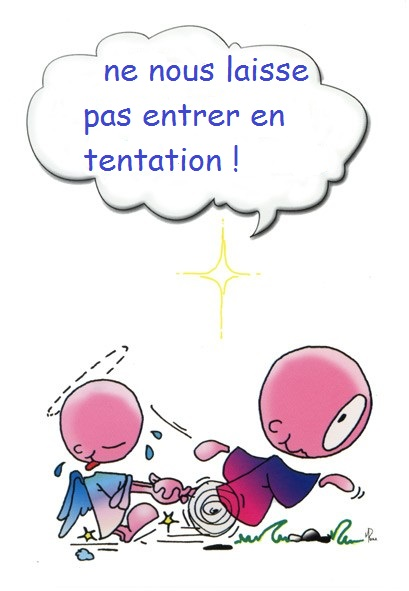 ne nous laisse
pas entrer en
tentation !